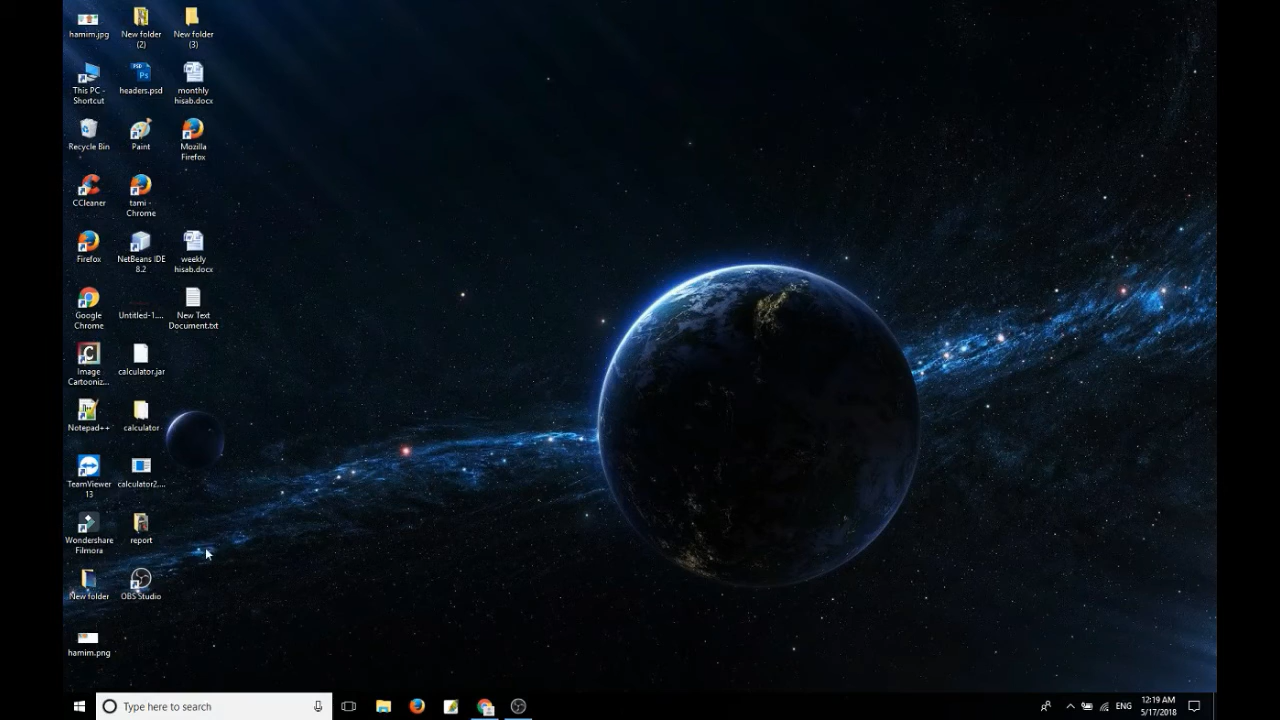 hamim.jpg
New folder
(2)
New folder
(3)
This PC -
Shortcut
headers.psd
monthly
hisab.docx
Recycle Bin
Paint
Mozilla
Firefox
CCleaner
tami -
Chrome
Firefox
NetBeans IDE
8.2
weekly
hisab.docx
Google
Chrome
Untitled-1....
New Text
Document.txt
Image
Cartooniz...
calculator.jar
Notepad++
calculator
TeamViewer
13
calculator2....
Wondershare
Filmora
report
New folder
OBS Studio
hamim.png
Type here to search
ENG
12:19 AM
5/17/2018